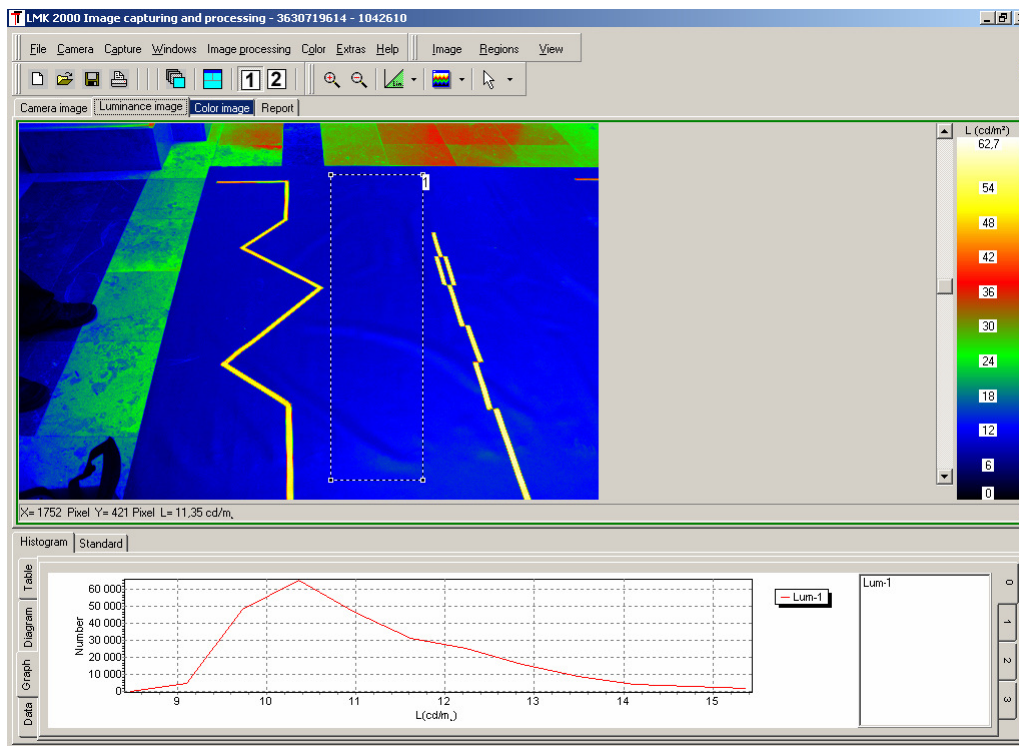 LMK 2000 Image capturing and processing - 3630719614 - 1042610
File Camera Capture Windows Image processing Color Extras Help Image Regions View
1 2
Camera image Luminance image Color image Report
L (cd/m²)
62,7
54
48
42
36
30
24
18
12
6
0
1
X= 1752 Pixel Y= 421 Pixel L= 11,35 cd/m,
Histogram Standard
Table
Diagram
Graph
Data
Number
60 000
50 000
40 000
30 000
20 000
10 000
0
9 10 11 12 13 14 15
L(cd/m,)
Lum-1
Lum-1
0
1
2
3